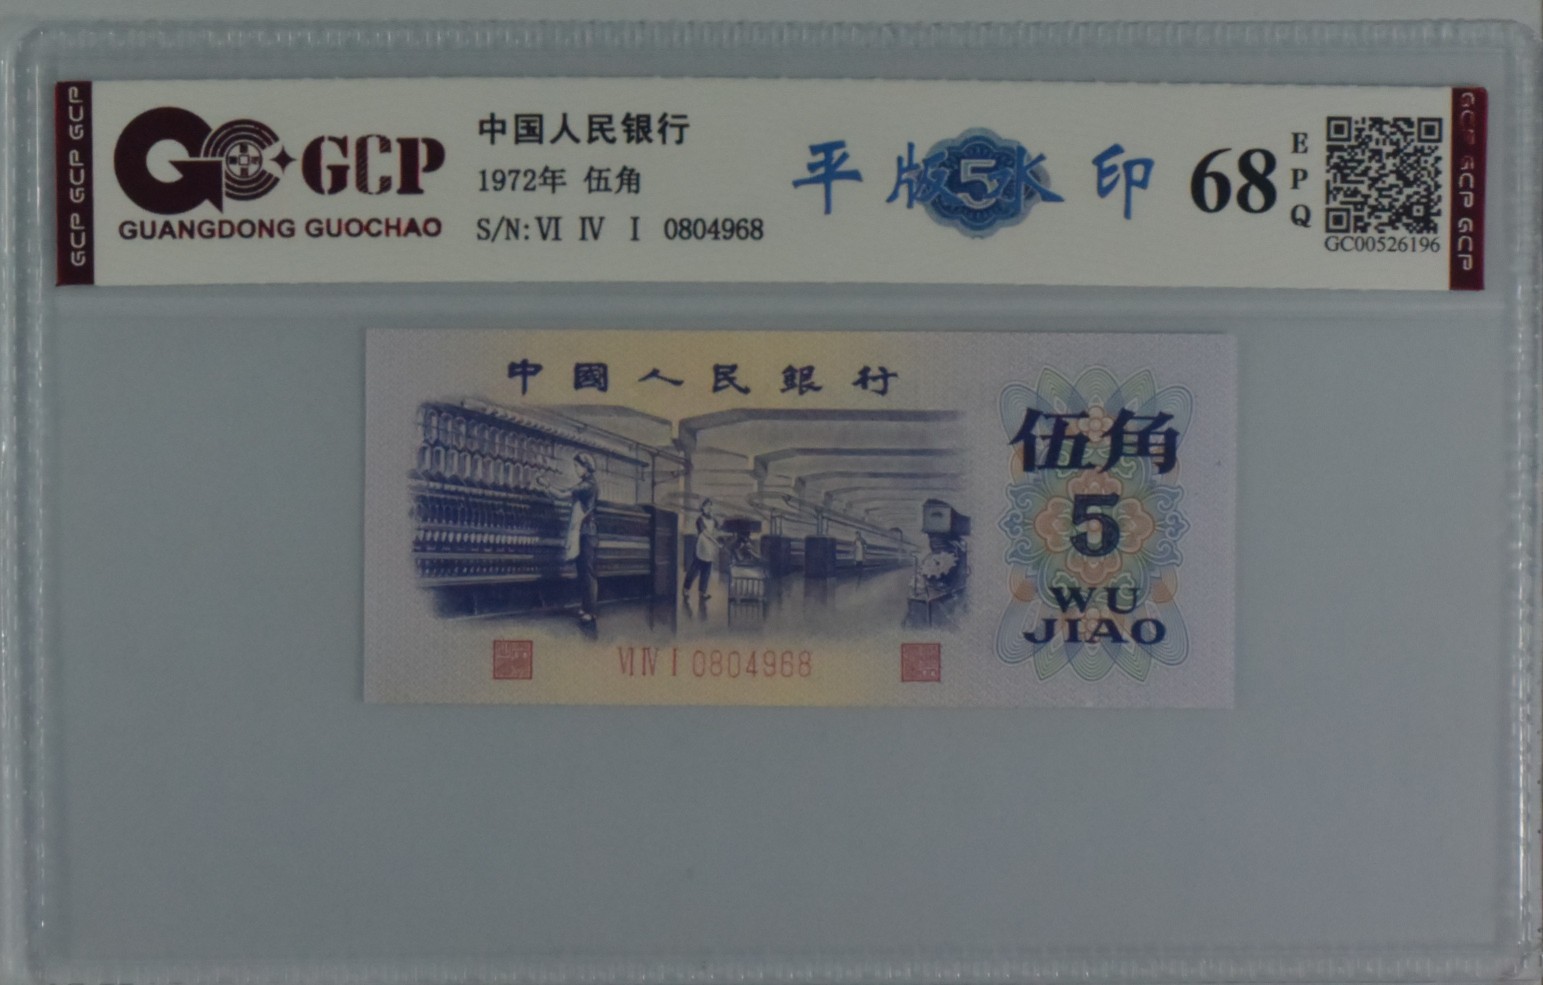 GCP GCP GCP
GCP
GUANGDONG GUOCHAO
中国人民银行
1972年 伍角
S/N: VI IV I 0804968
平版水印
5
68
EPQ
GC00526196
GCP GCP GCP
中國人民銀行
伍角
5
WU
JIAO
VI IV I 0804968